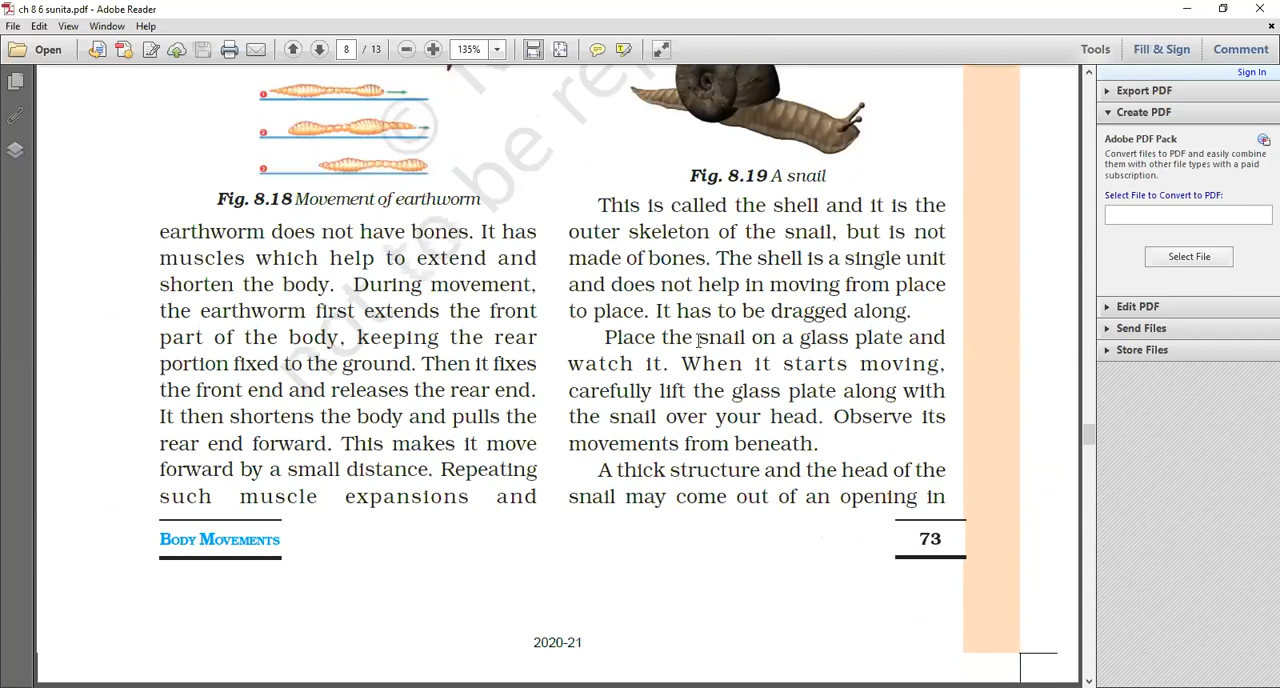 ch 8 6 sunita.pdf - Adobe Reader
File Edit View Window Help
Open 8 / 13 135% Tools Fill & Sign Comment
Sign In
Export PDF
Create PDF
Adobe PDF Pack
Convert files to PDF and easily combine
them with other file types with a paid
subscription.
Select File to Convert to PDF:
Select File
Edit PDF
Send Files
Store Files
1
2
3
Fig. 8.18 Movement of earthworm
earthworm does not have bones. It has
muscles which help to extend and
shorten the body. During movement,
the earthworm first extends the front
part of the body, keeping the rear
portion fixed to the ground. Then it fixes
the front end and releases the rear end.
It then shortens the body and pulls the
rear end forward. This makes it move
forward by a small distance. Repeating
such muscle expansions and
Fig. 8.19 A snail
This is called the shell and it is the
outer skeleton of the snail, but is not
made of bones. The shell is a single unit
and does not help in moving from place
to place. It has to be dragged along.
Place the snail on a glass plate and
watch it. When it starts moving,
carefully lift the glass plate along with
the snail over your head. Observe its
movements from beneath.
A thick structure and the head of the
snail may come out of an opening in
BODY MOVEMENTS
73
2020-21
©
not to be re